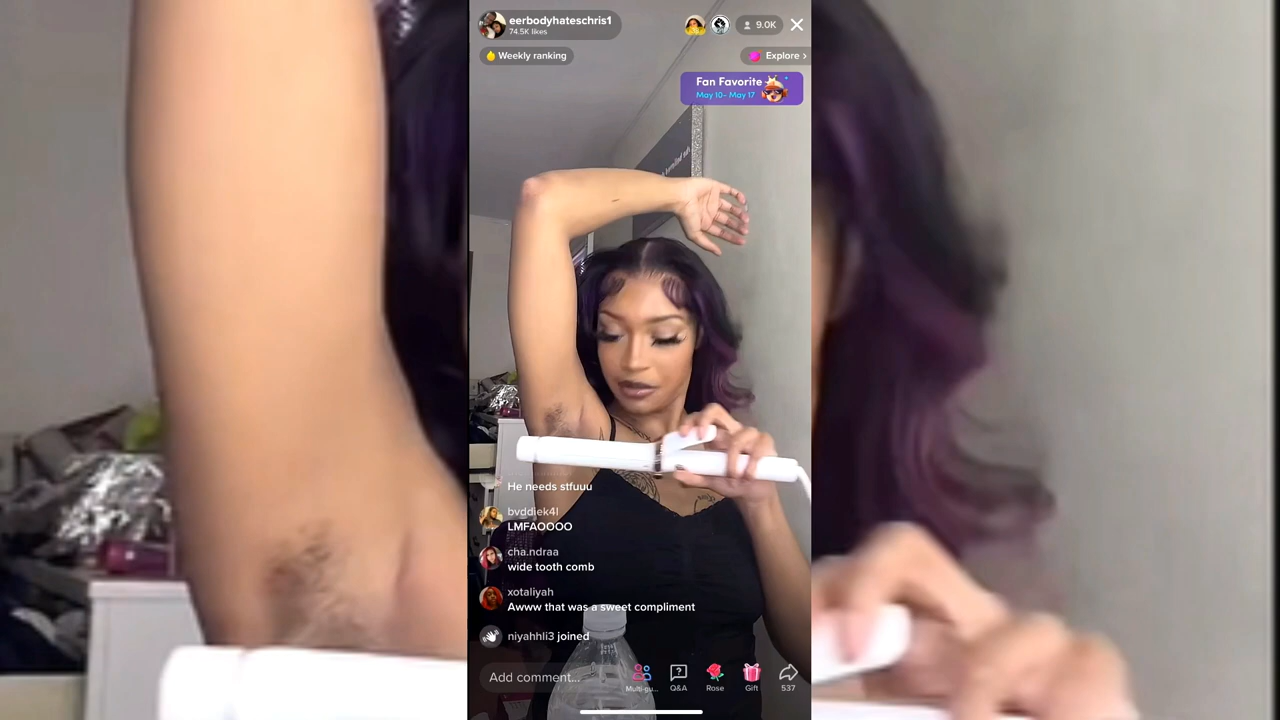 eerbodyhateschris1
74.5K likes
9.0K
Weekly ranking
Explore >
Fan Favorite
May 10- May 17
He needs stfuuu
bvddiek4l
LMFAOOOO
cha.ndraa
wide tooth comb
xotaliyah
Awww that was a sweet compliment
niyahhli3 joined
Add comment...
Multi-gu...
Q&A
Rose
Gift
537